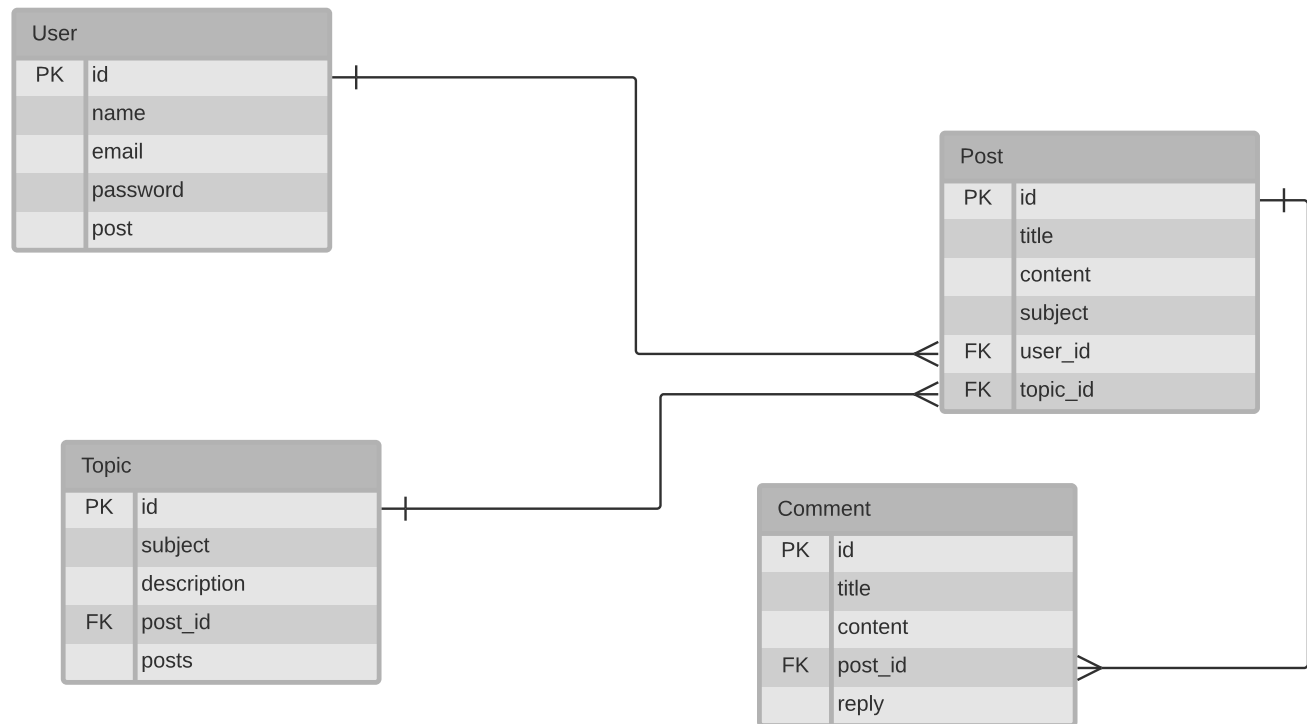 User
PK id
name
email
password
post
Post
PK id
title
content
subject
FK user_id
FK topic_id
Topic
PK id
subject
description
FK post_id
posts
Comment
PK id
title
content
FK post_id
reply